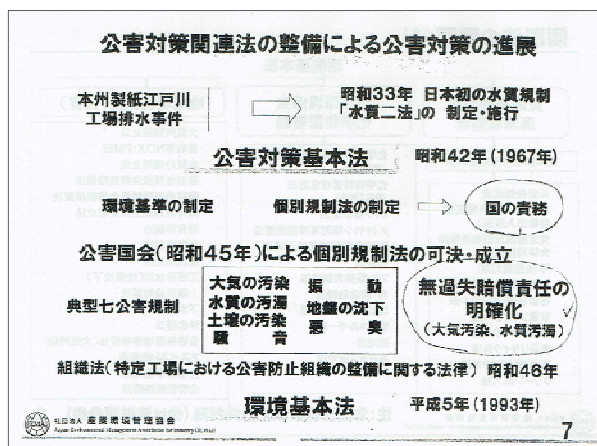 公害対策関連法の整備による公害対策の進展
本州製紙江戸川
工場排水事件
昭和33年 日本初の水質規制
「水質二法」の 制定・施行
公害対策基本法 昭和42年(1967年)
環境基準の制定 個別規制法の制定 国の責務
公害国会(昭和45年)による個別規制法の可決・成立
典型七公害規制
大気の汚染 振動
水質の汚濁 地盤の沈下
土壌の汚染 悪臭
騒音
無過失賠償責任の
明確化
(大気汚染、水質汚濁)
組織法(特定工場における公害防止組織の整備に関する法律) 昭和46年
環境基本法 平成5年(1993年)
社団法人 産業環境管理協会
7